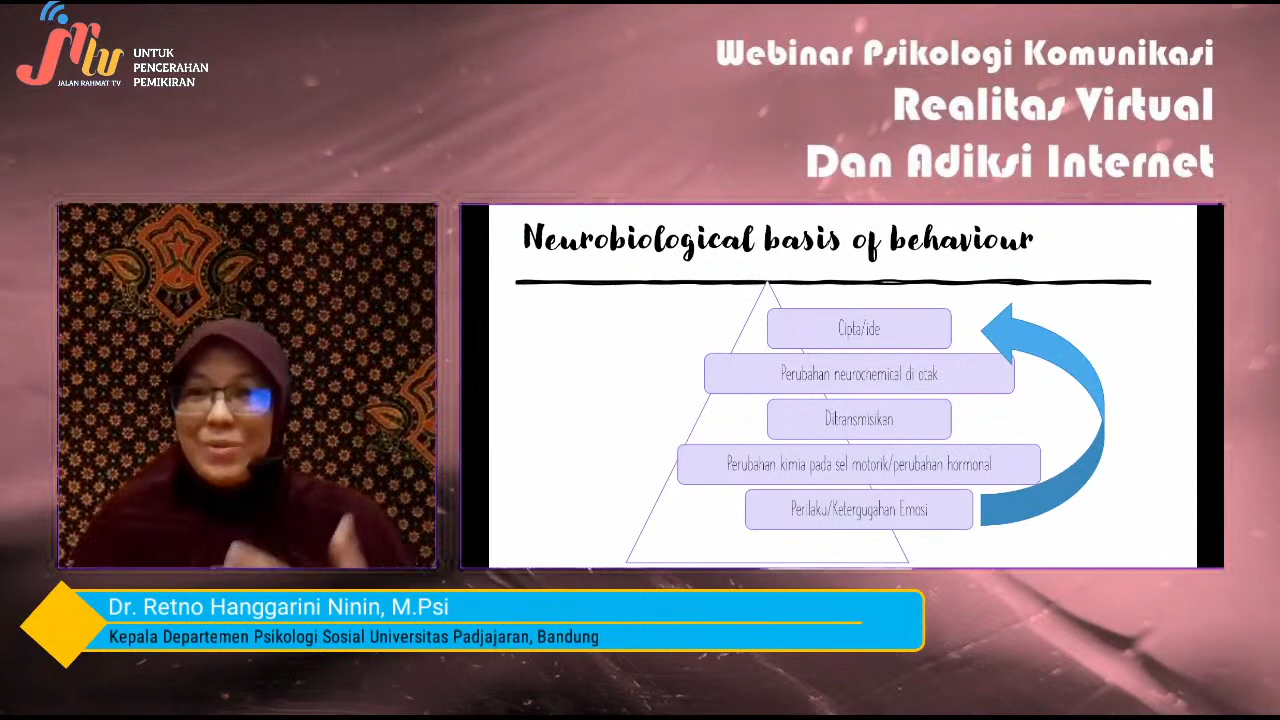 JRTV
JALAN RAHMAT TV
UNTUK
PENCERAHAN
PEMIKIRAN
Webinar Psikologi Komunikasi
Realitas Virtual
Dan Adiksi Internet
Neurobiological basis of behaviour
Cipta/ide
Perubahan neurochemical di otak
Ditransmisikan
Perubahan kimia pada sel motorik/perubahan hormonal
Perilaku/Ketergugahan Emosi
Dr. Retno Hanggarini Ninin, M.Psi
Kepala Departemen Psikologi Sosial Universitas Padjajaran, Bandung